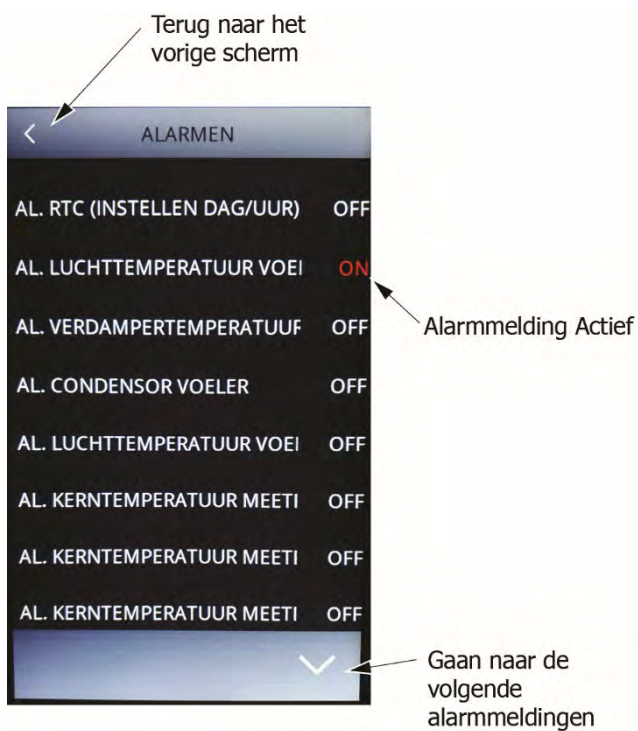 Terug naar het
vorige scherm
ALARMEN
AL. RTC (INSTELLEN DAG/UUR) OFF
AL. LUCHTTEMPERATUUR VOEI ON
Alarmmelding Actief
AL. VERDAMPERTEMPERATUUF OFF
AL. CONDENSOR VOELER OFF
AL. LUCHTTEMPERATUUR VOEI OFF
AL. KERNTEMPERATUUR MEETI OFF
AL. KERNTEMPERATUUR MEETI OFF
AL. KERNTEMPERATUUR MEETI OFF
Gaan naar de
volgende
alarmmeldingen